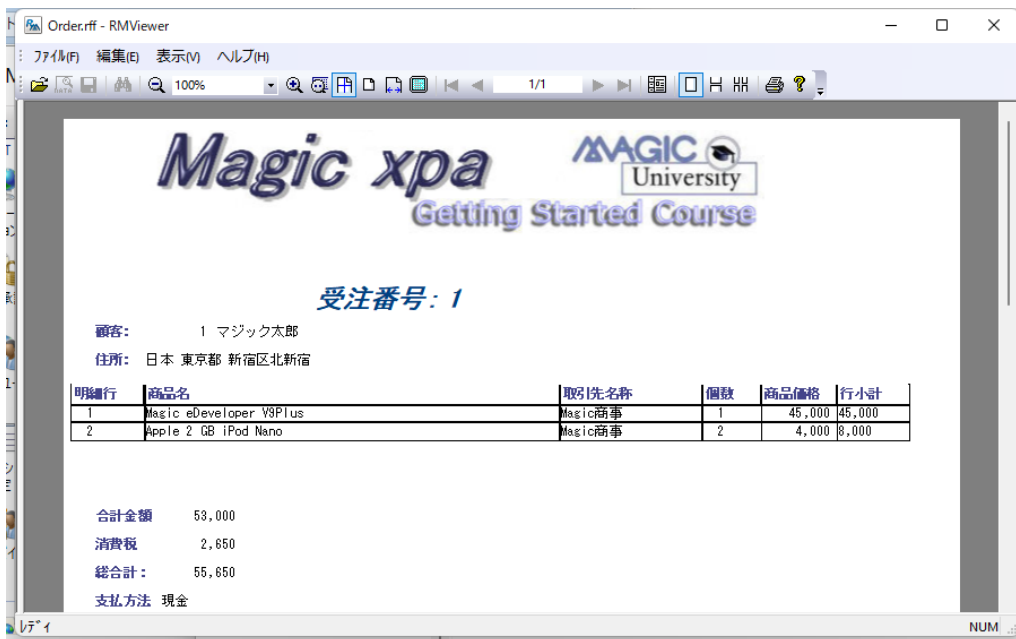 Order.rff - RMViewer
ﾌｧｲﾙ(F) 編集(E) 表示(V) ヘルプ(H)
100% 1/1
Magic xpa MAGIC University
Getting Started Course
受注番号: 1
顧客: 1 マジック太郎
住所: 日本 東京都 新宿区北新宿
明細行 商品名 取引先名称 個数 商品価格 行小計
1 Magic eDeveloper V9Plus Magic商事 1 45,000 45,000
2 Apple 2 GB iPod Nano Magic商事 2 4,000 8,000
合計金額 53,000
消費税 2,650
総合計: 55,650
支払方法 現金
ﾚﾃﾞｨ NUM